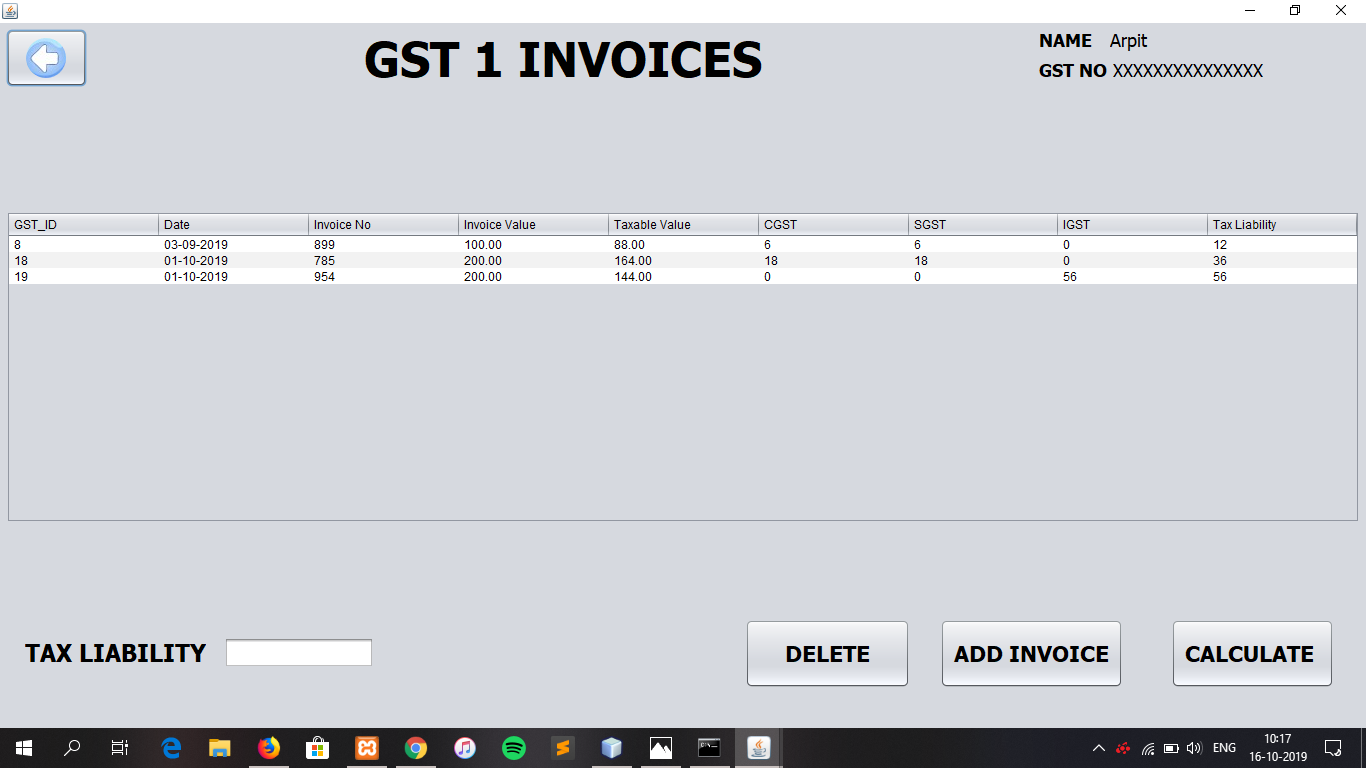 GST 1 INVOICES
NAME Arpit
GST NO XXXXXXXXXXXXXXX
GST_ID Date Invoice No Invoice Value Taxable Value CGST SGST IGST Tax Liability
8 03-09-2019 899 100.00 88.00 6 6 0 12
18 01-10-2019 785 200.00 164.00 18 18 0 36
19 01-10-2019 954 200.00 144.00 0 0 56 56
TAX LIABILITY
DELETE ADD INVOICE CALCULATE
ENG
10:17
16-10-2019